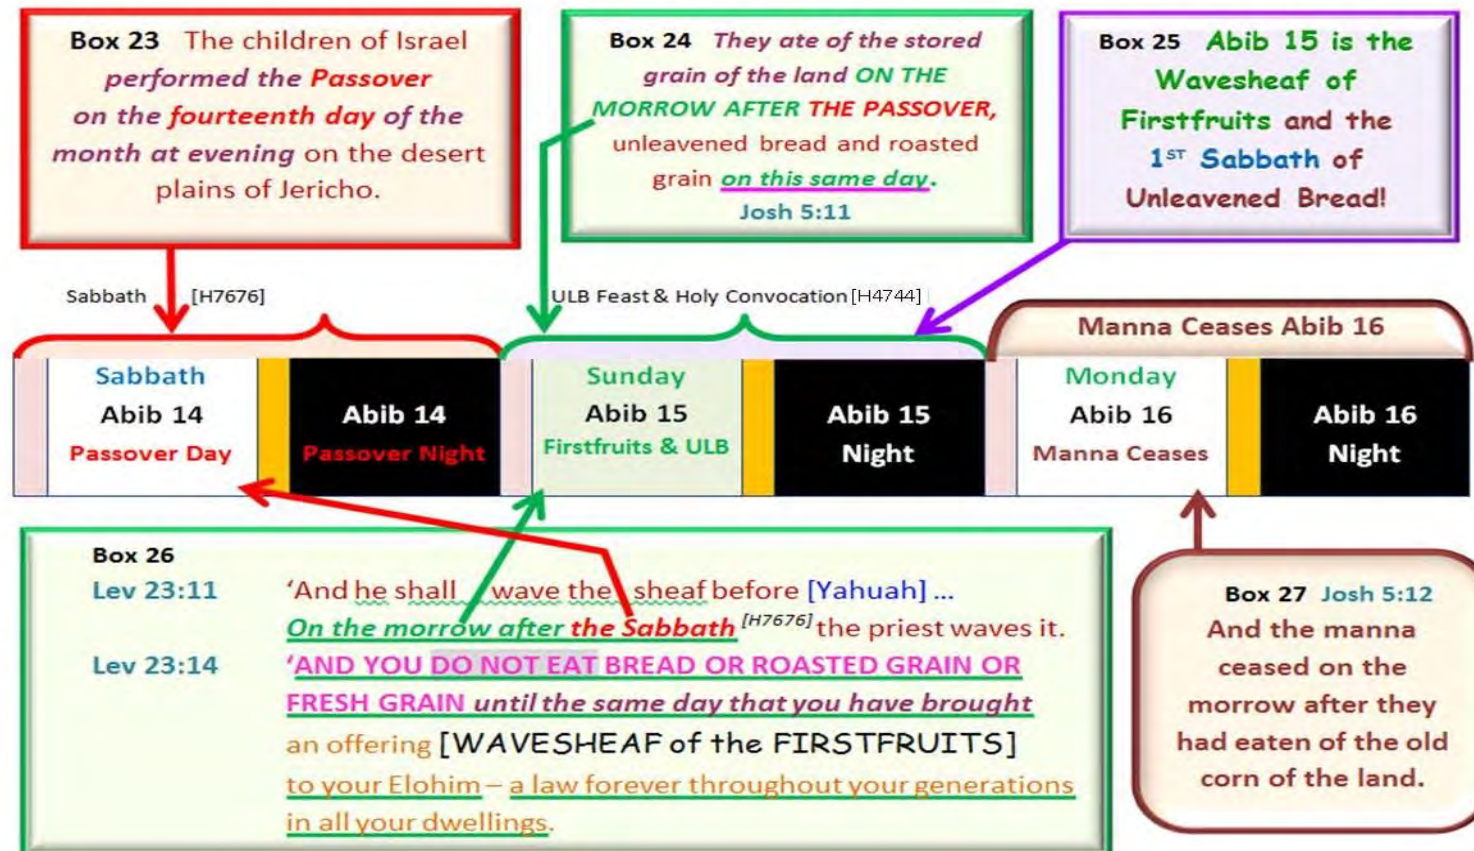 Box 23 The children of Israel
performed the Passover
on the fourteenth day of the
month at evening on the desert
plains of Jericho.
Box 24 They ate of the stored
grain of the land ON THE
MORROW AFTER THE PASSOVER,
unleavened bread and roasted
grain on this same day.
Josh 5:11
Box 25 Abib 15 is the
Wavesheaf of
Firstfruits and the
1ST Sabbath of
Unleavened Bread!
Sabbath [H7676]
ULB Feast & Holy Convocation [H4744]
Manna Ceases Abib 16
Sabbath
Abib 14
Passover Day
Abib 14
Passover Night
Sunday
Abib 15
Firstfruits & ULB
Abib 15
Night
Monday
Abib 16
Manna Ceases
Abib 16
Night
Box 26
Lev 23:11 ‘And he shall wave the sheaf before [Yahuah] ...
On the morrow after the Sabbath [H7676] the priest waves it.
Lev 23:14 ‘AND YOU DO NOT EAT BREAD OR ROASTED GRAIN OR
FRESH GRAIN until the same day that you have brought
an offering [WAVESHEAF of the FIRSTFRUITS]
to your Elohim – a law forever throughout your generations
in all your dwellings.
Box 27 Josh 5:12
And the manna
ceased on the
morrow after they
had eaten of the old
corn of the land.